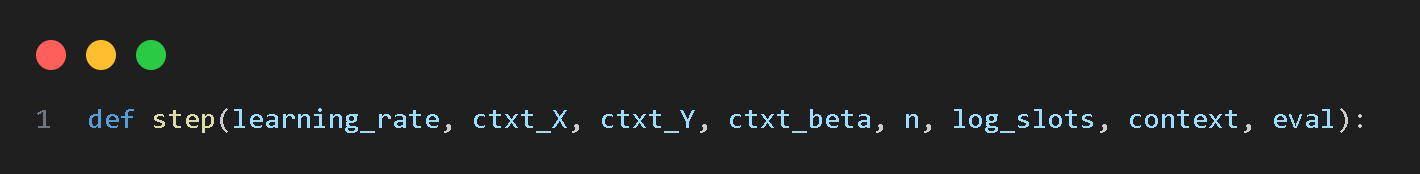 1 def step(learning_rate, ctxt_X, ctxt_Y, ctxt_beta, n, log_slots, context, eval):